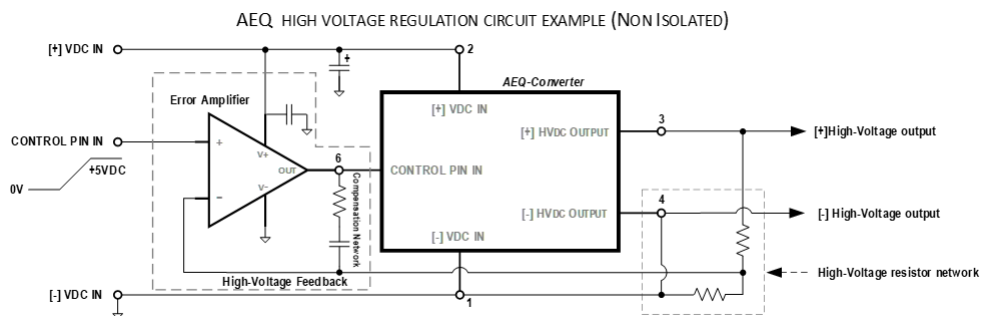 AEQ HIGH VOLTAGE REGULATION CIRCUIT EXAMPLE (NON ISOLATED)
[+] VDC IN
2
+
AEQ-Converter
Error Amplifier
[+] VDC IN
3
[+] HVDC OUTPUT
[+]High-Voltage output
CONTROL PIN IN
+
V+
OUT
6
CONTROL PIN IN
+5VDC
0V
V-
-
Compensation Network
4
[-] HVDC OUTPUT
[-] High-Voltage output
[-] VDC IN
High-Voltage Feedback
High-Voltage resistor network
[-] VDC IN
1